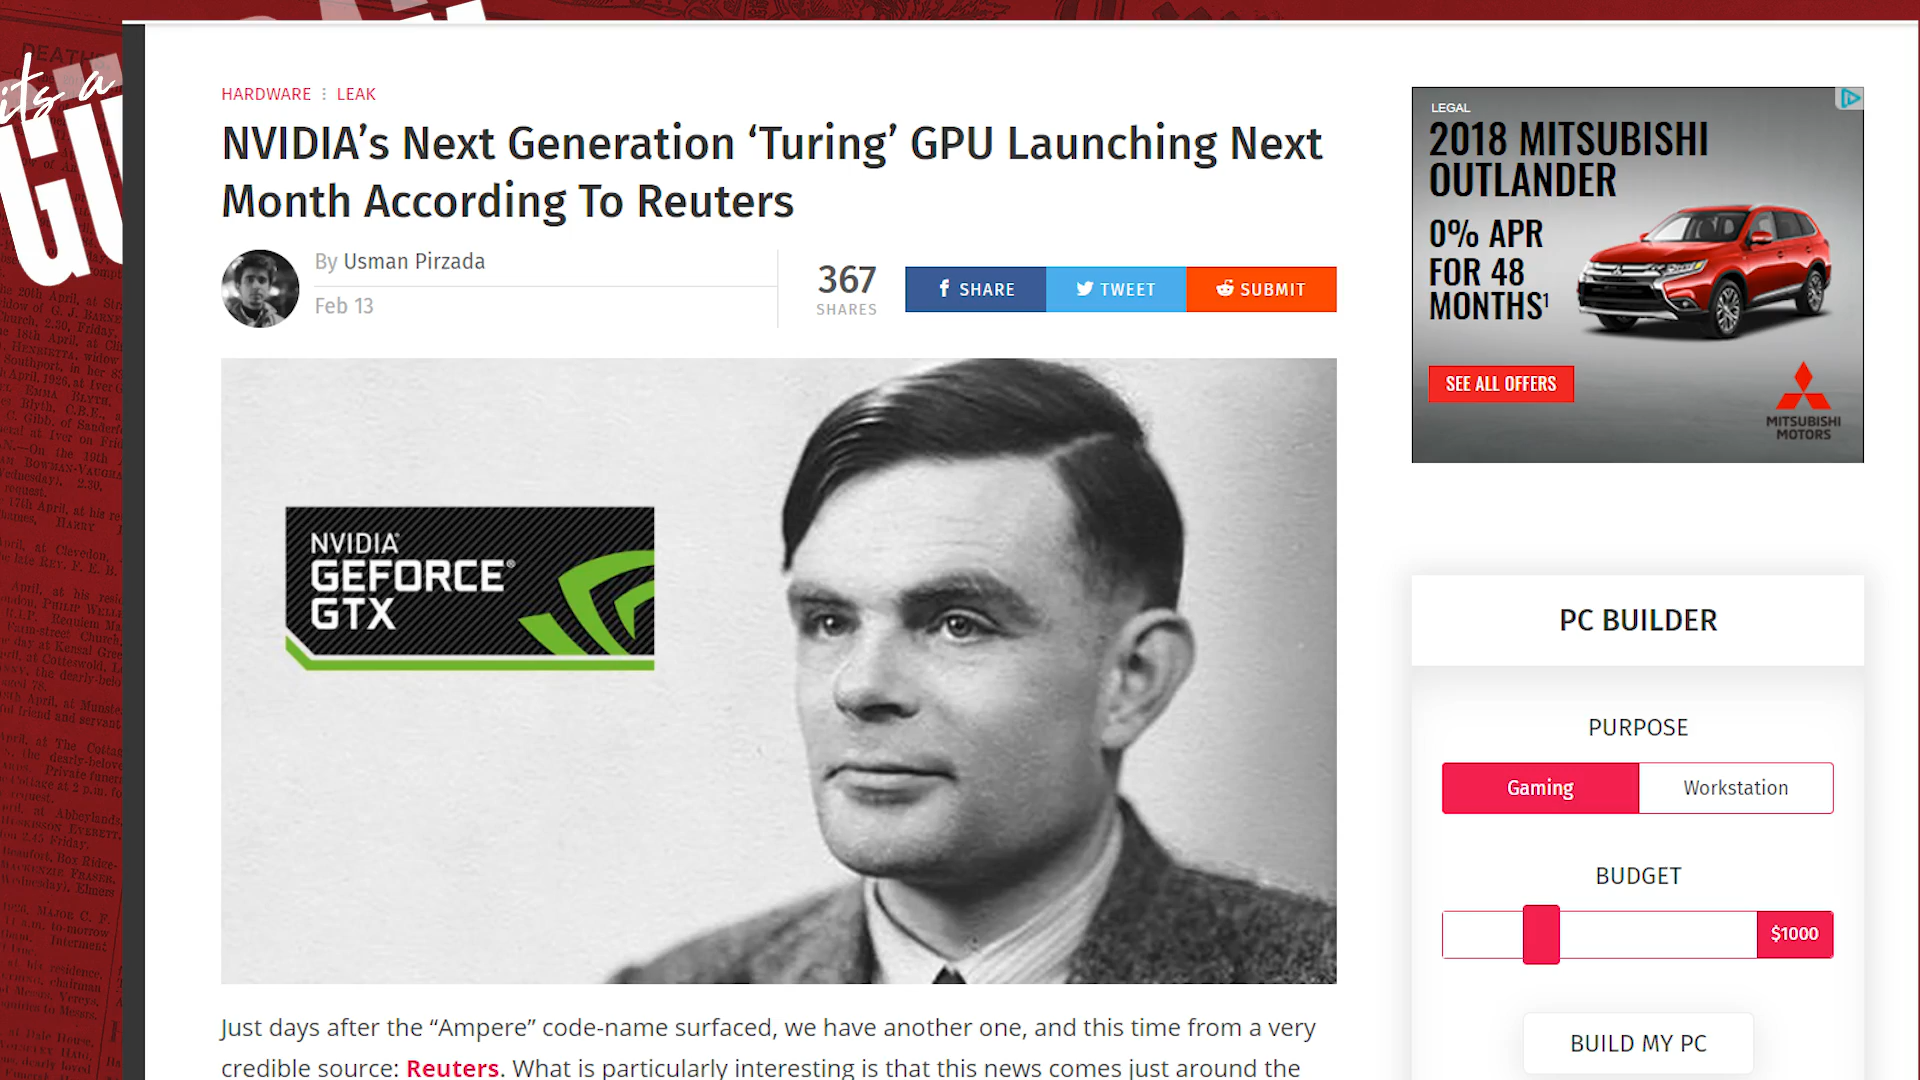 its a
HARDWARE ⋮ LEAK
NVIDIA’s Next Generation ‘Turing’ GPU Launching Next
Month According To Reuters
By Usman Pirzada
Feb 13
367
SHARES
SHARE
TWEET
SUBMIT
NVIDIA
GEFORCE®
GTX
Just days after the “Ampere” code-name surfaced, we have another one, and this time from a very
credible source: Reuters. What is particularly interesting is that this news comes just around the
LEGAL
2018 MITSUBISHI
OUTLANDER
0% APR
FOR 48
MONTHS¹
SEE ALL OFFERS
MITSUBISHI
MOTORS
PC BUILDER
PURPOSE
Gaming
Workstation
BUDGET
$1000
BUILD MY PC